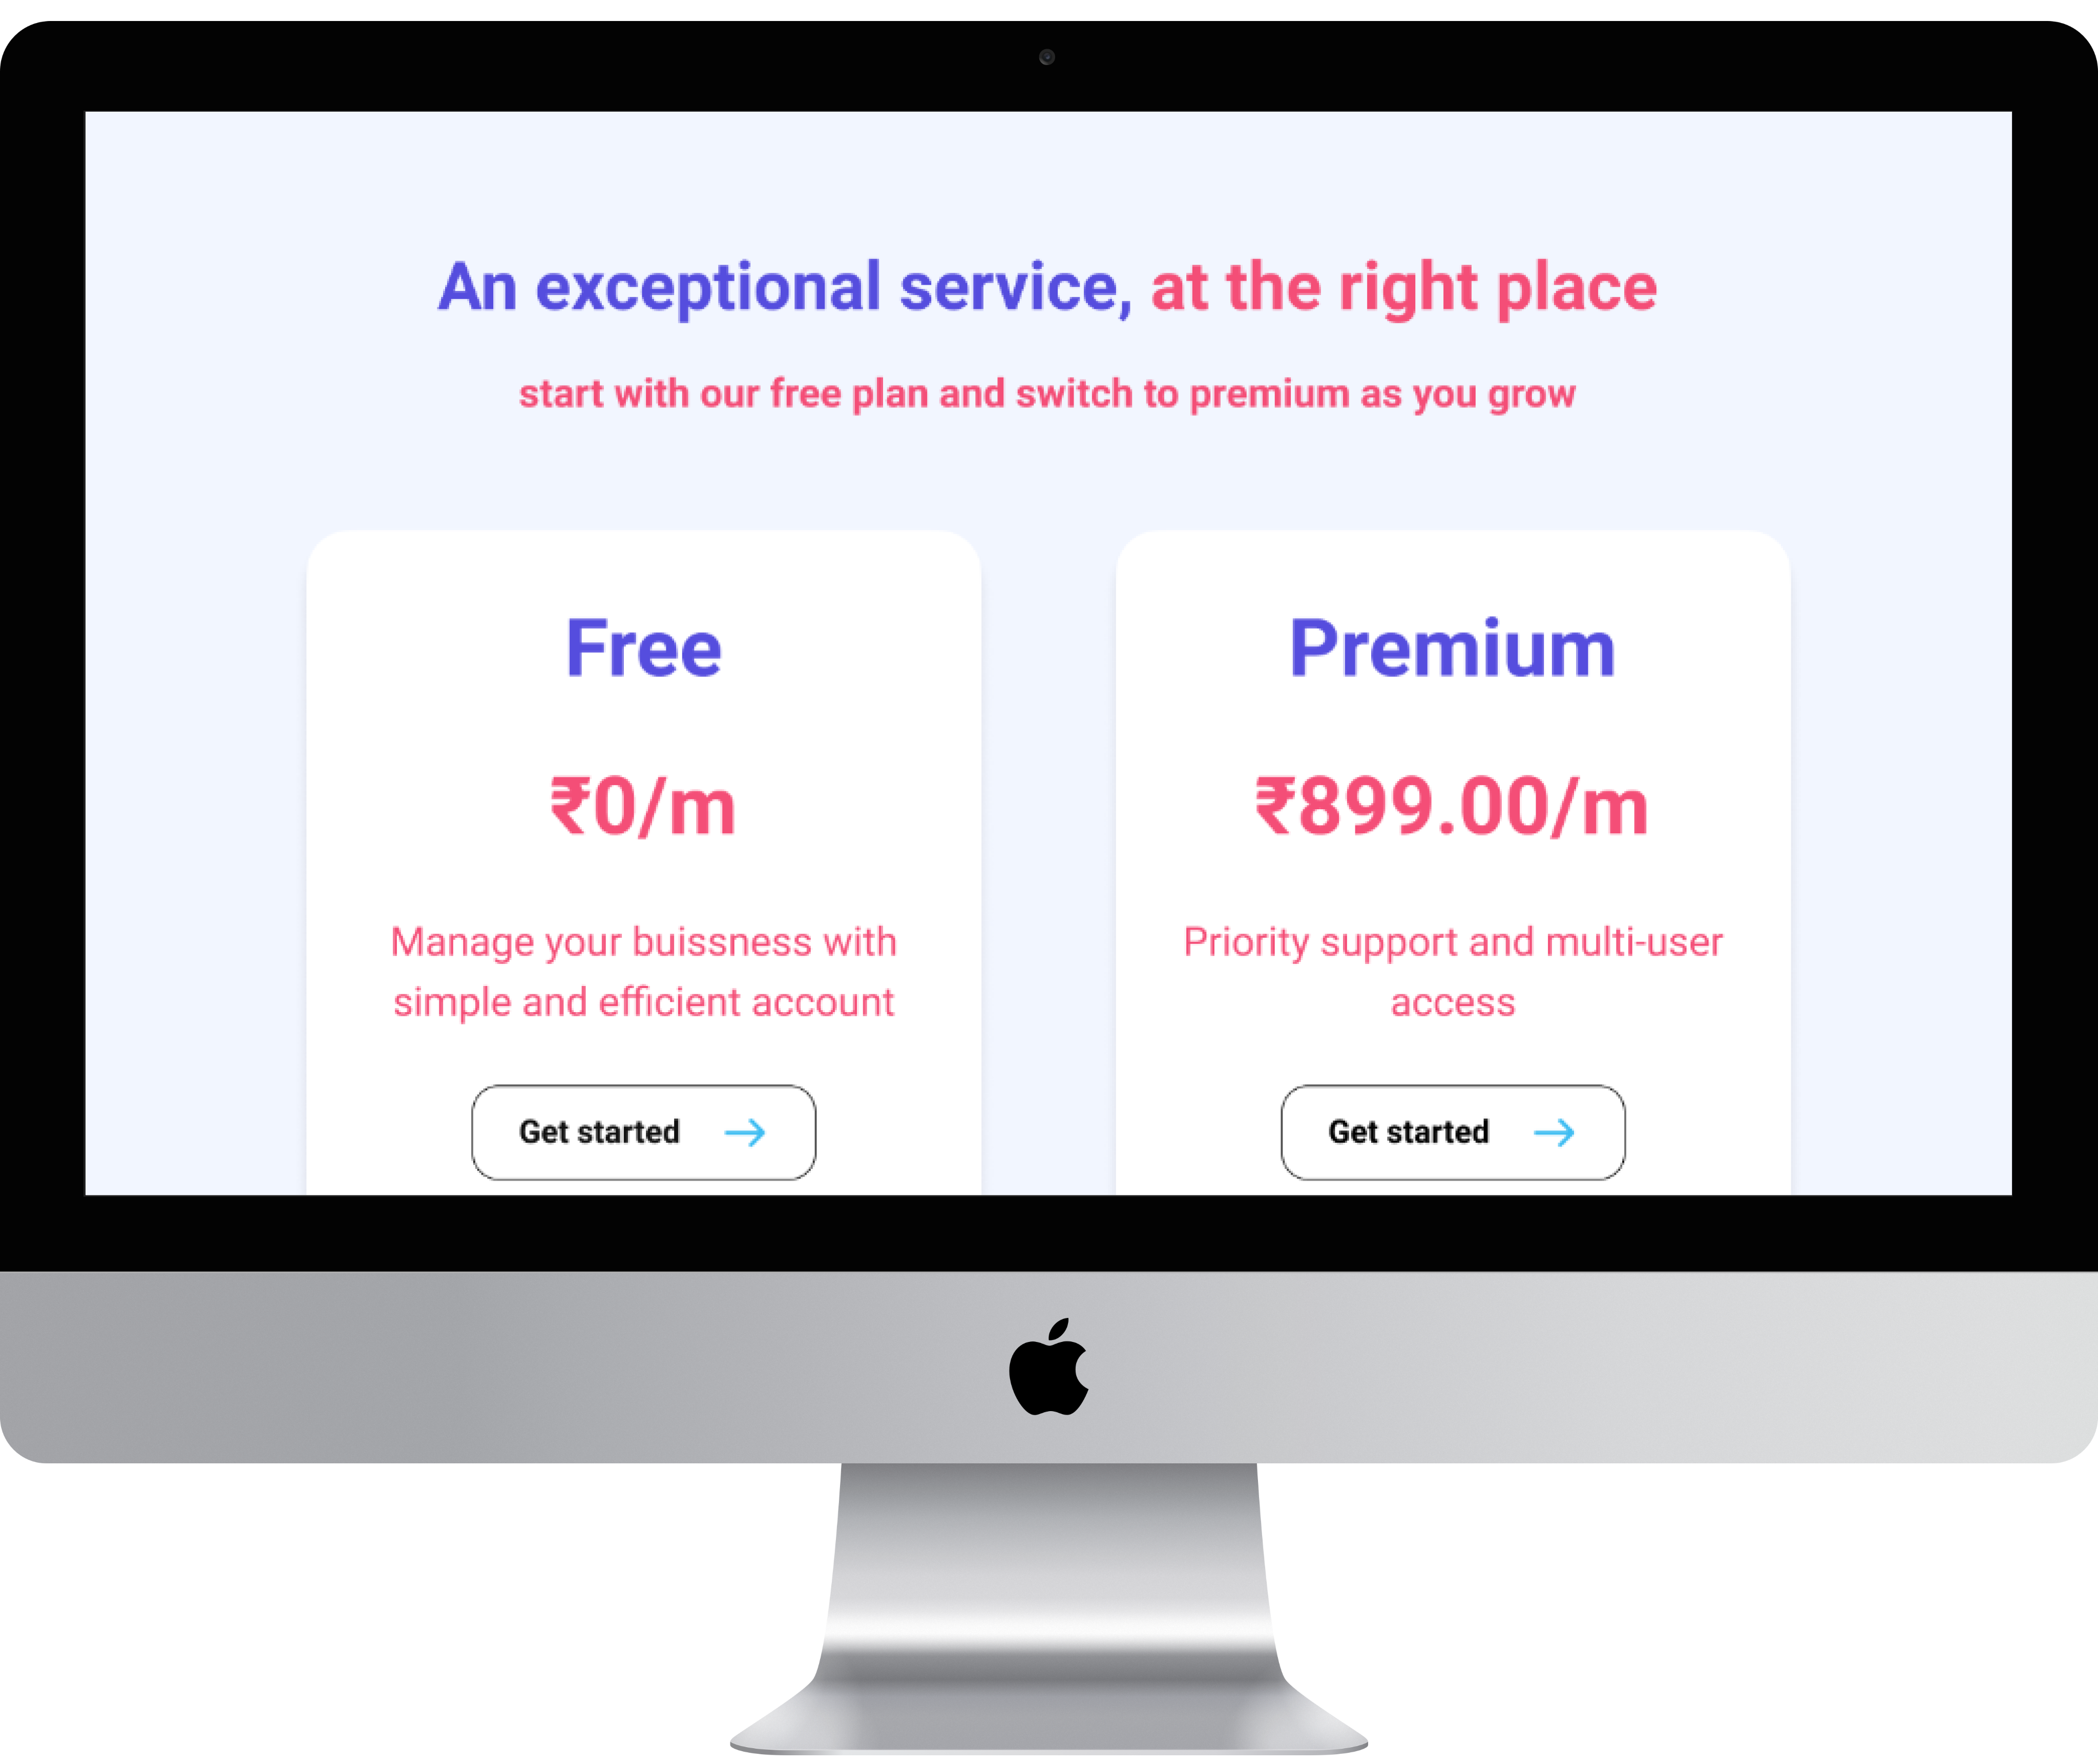 An exceptional service, at the right place
start with our free plan and switch to premium as you grow
Free
₹0/m
Manage your buissness with
simple and efficient account
Get started
Premium
₹899.00/m
Priority support and multi-user
access
Get started